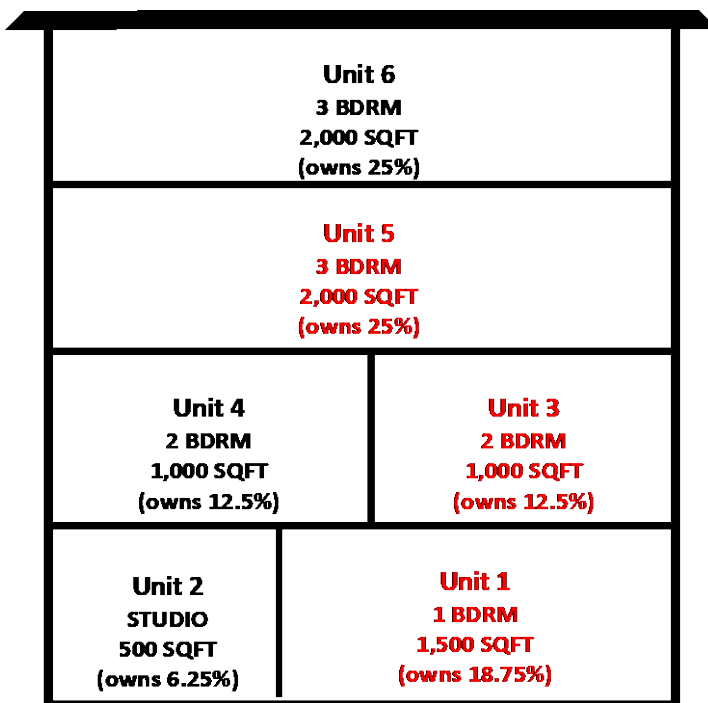 Unit 6
3 BDRM
2,000 SQFT
(owns 25%)
Unit 5
3 BDRM
2,000 SQFT
(owns 25%)
Unit 4
2 BDRM
1,000 SQFT
(owns 12.5%)
Unit 3
2 BDRM
1,000 SQFT
(owns 12.5%)
Unit 2
STUDIO
500 SQFT
(owns 6.25%)
Unit 1
1 BDRM
1,500 SQFT
(owns 18.75%)